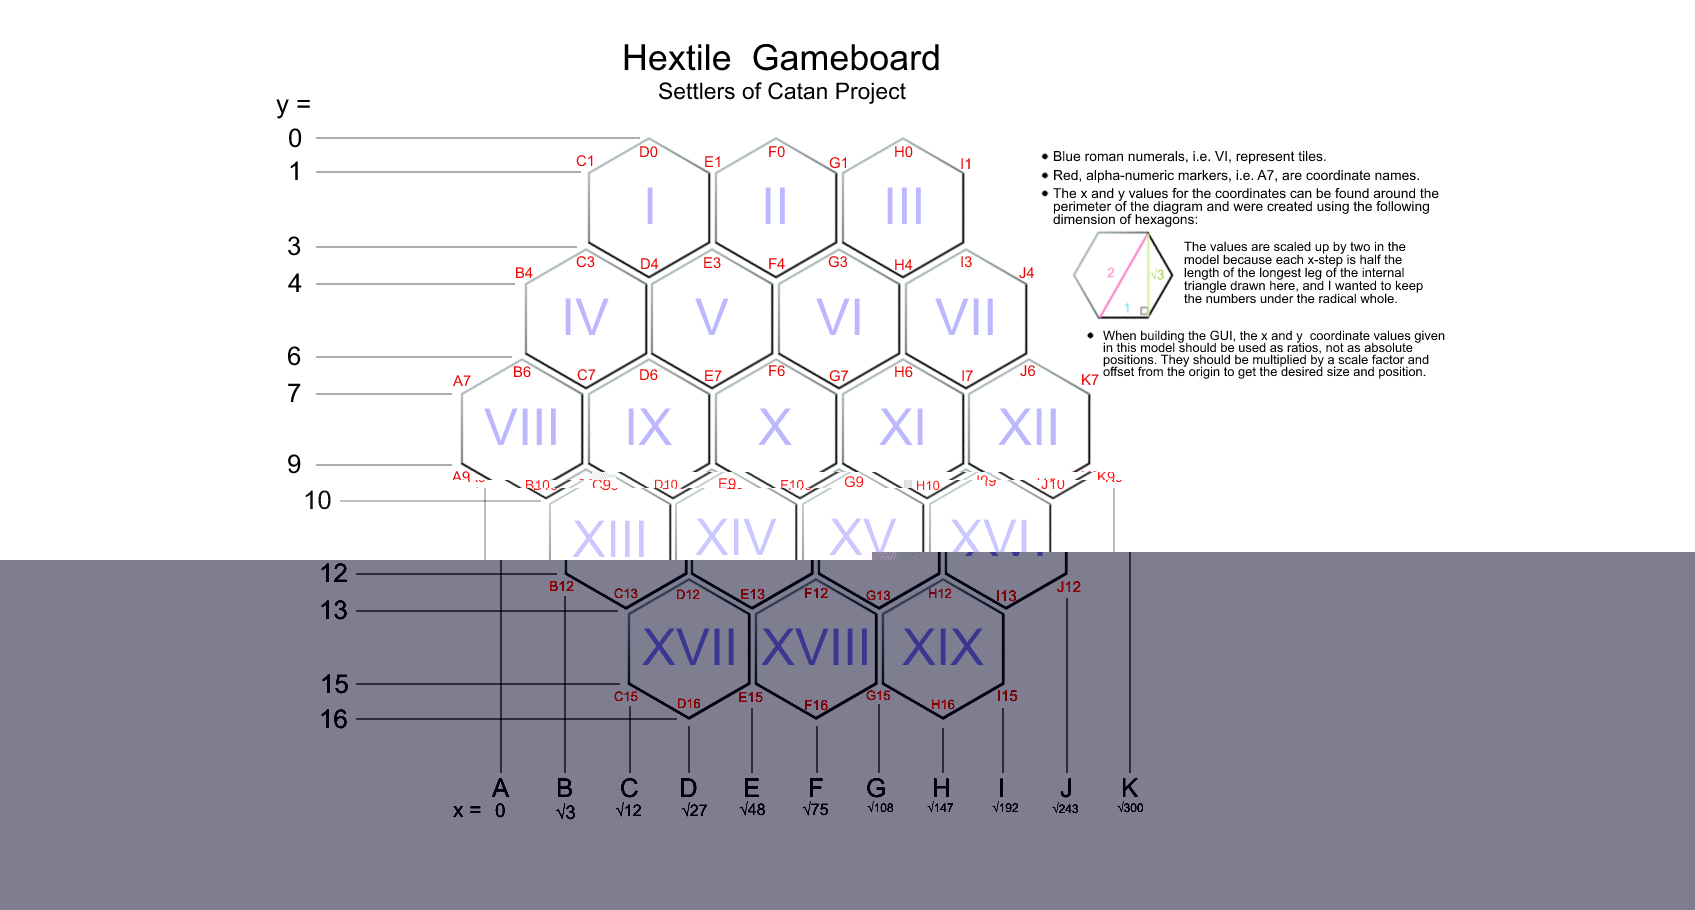 Hextile Gameboard
Settlers of Catan Project
y =
0
D0 F0 H0
C1 E1 G1 I1
1
• Blue roman numerals, i.e. VI, represent tiles.
• Red, alpha-numeric markers, i.e. A7, are coordinate names.
• The x and y values for the coordinates can be found around the
perimeter of the diagram and were created using the following
dimension of hexagons:
I II III
2 √3
1
The values are scaled up by two in the
model because each x-step is half the
length of the longest leg of the internal
triangle drawn here, and I wanted to keep
the numbers under the radical whole.
3
C3 E3 G3 I3
B4 D4 F4 H4 J4
4
IV V VI VII
• When building the GUI, the x and y coordinate values given
in this model should be used as ratios, not as absolute
positions. They should be multiplied by a scale factor and
offset from the origin to get the desired size and position.
6
B6 D6 F6 H6 J6
A7 C7 E7 G7 I7 K7
7
VIII IX X XI XII
9
A9 G9 K9
B10 D10 H10 J10
10
XIII XIV XV XVI
12
B12 D12 F12 H12 J12
C13 E13 G13 I13
13
XVII XVIII XIX
15
C15 E15 G15 I15
D16 F16 H16
16
A B C D E F G H I J K
x = 0 √3 √12 √27 √48 √75 √108 √147 √192 √243 √300